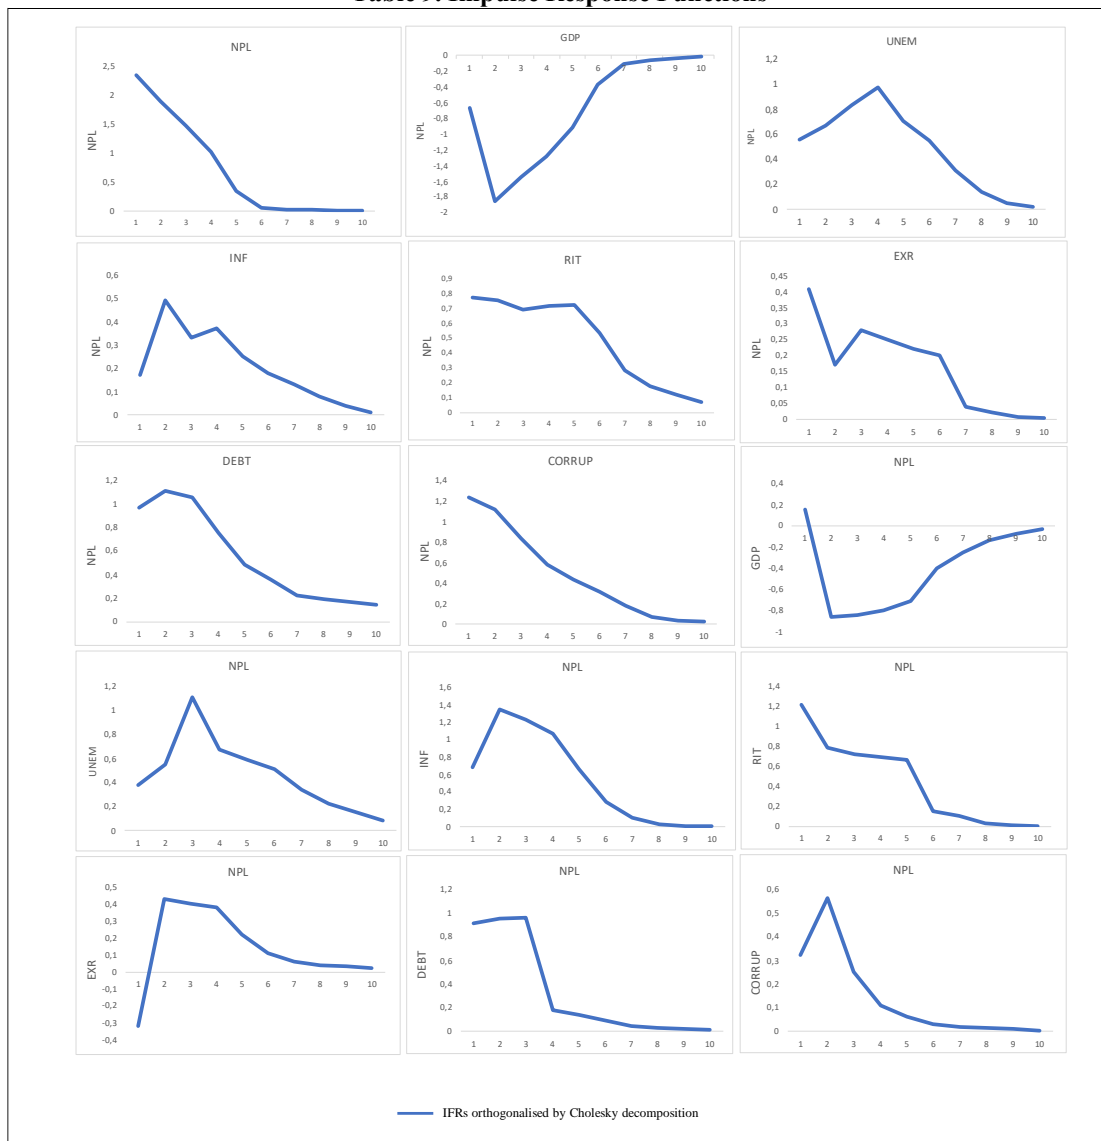 Table 9: Impulse Response Functions
NPL
2,5
2
1,5
1
0,5
0
NPL
1 2 3 4 5 6 7 8 9 10
GDP
0
-0,2
-0,4
-0,6
-0,8
-1
-1,2
-1,4
-1,6
-1,8
-2
NPL
1 2 3 4 5 6 7 8 9 10
UNEM
1,2
1
0,8
0,6
0,4
0,2
0
NPL
1 2 3 4 5 6 7 8 9 10
INF
0,6
0,5
0,4
0,3
0,2
0,1
0
NPL
1 2 3 4 5 6 7 8 9 10
RIT
0,9
0,8
0,7
0,6
0,5
0,4
0,3
0,2
0,1
0
NPL
1 2 3 4 5 6 7 8 9 10
EXR
0,45
0,4
0,35
0,3
0,25
0,2
0,15
0,1
0,05
0
NPL
1 2 3 4 5 6 7 8 9 10
DEBT
1,2
1
0,8
0,6
0,4
0,2
0
NPL
1 2 3 4 5 6 7 8 9 10
CORRUP
1,4
1,2
1
0,8
0,6
0,4
0,2
0
NPL
1 2 3 4 5 6 7 8 9 10
NPL
0,4
0,2
0
-0,2
-0,4
-0,6
-0,8
-1
GDP
1 2 3 4 5 6 7 8 9 10
NPL
1,2
1
0,8
0,6
0,4
0,2
0
UNEM
1 2 3 4 5 6 7 8 9 10
NPL
1,6
1,4
1,2
1
0,8
0,6
0,4
0,2
0
INF
1 2 3 4 5 6 7 8 9 10
NPL
1,4
1,2
1
0,8
0,6
0,4
0,2
0
RIT
1 2 3 4 5 6 7 8 9 10
NPL
0,5
0,4
0,3
0,2
0,1
0
-0,1
-0,2
-0,3
-0,4
EXR
1 2 3 4 5 6 7 8 9 10
NPL
1,2
1
0,8
0,6
0,4
0,2
0
DEBT
1 2 3 4 5 6 7 8 9 10
NPL
0,6
0,5
0,4
0,3
0,2
0,1
0
CORRUP
1 2 3 4 5 6 7 8 9 10
IFRs orthogonalised by Cholesky decomposition